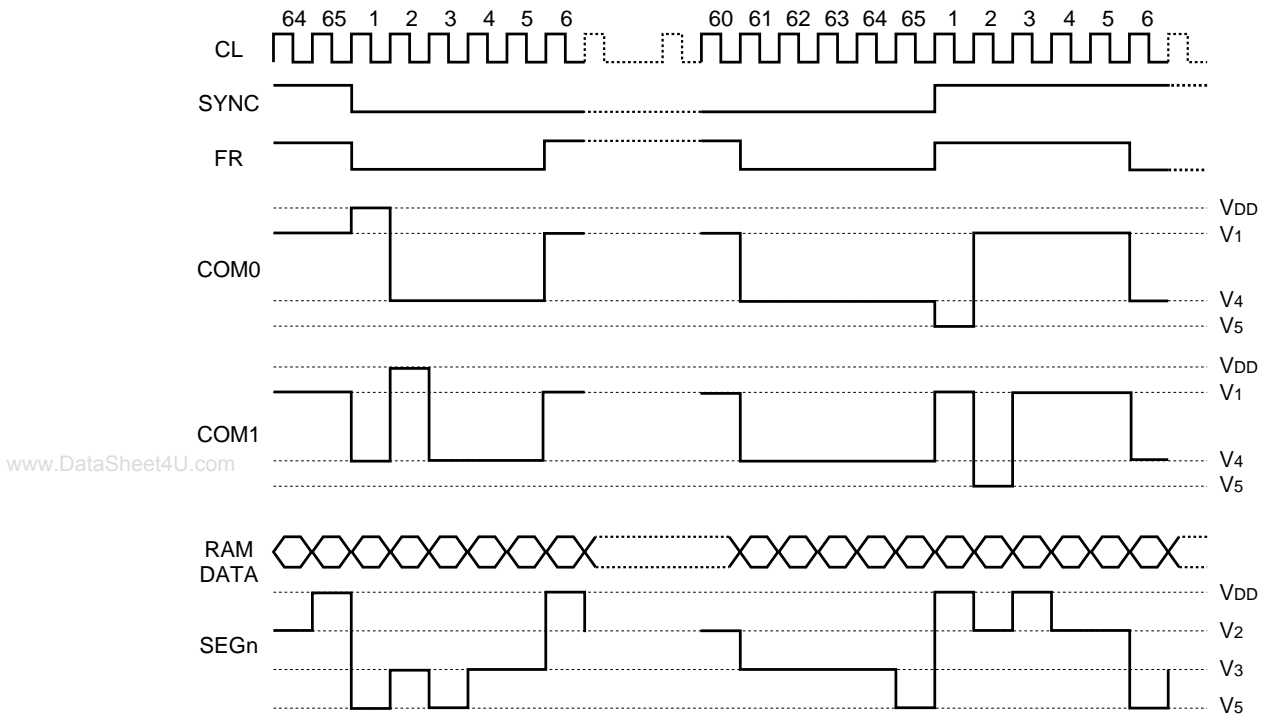 64 65 1 2 3 4 5 6 60 61 62 63 64 65 1 2 3 4 5 6
CL
SYNC
FR
VDD
V1
COM0
V4
V5
VDD
V1
COM1
www.DataSheet4U.com
V4
V5
RAM
DATA
VDD
V2
SEGn
V3
V5